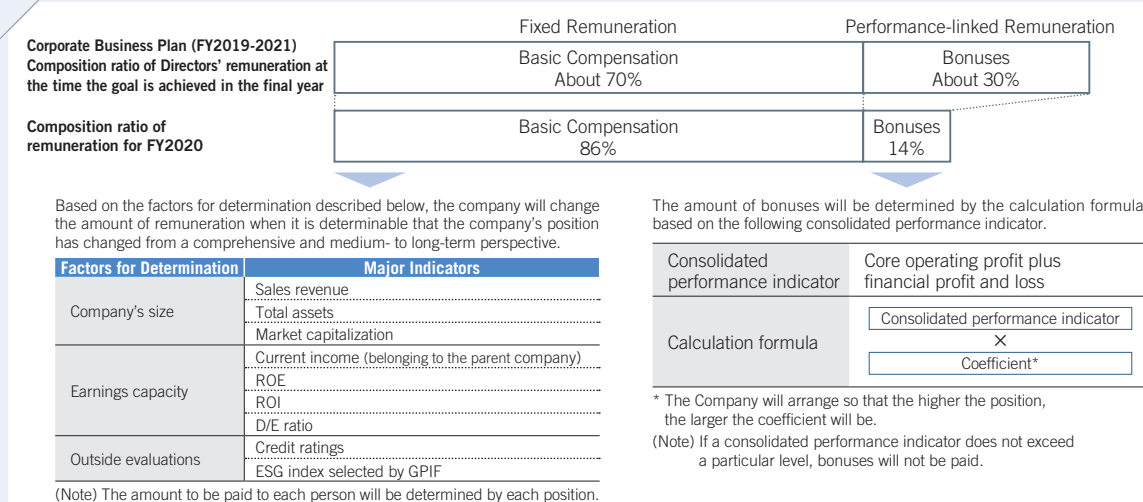 Fixed Remuneration
Performance-linked Remuneration
Corporate Business Plan (FY2019-2021)
Composition ratio of Directors' remuneration at
the time the goal is achieved in the final year
Basic Compensation
About 70%
Bonuses
About 30%
Composition ratio of
remuneration for FY2020
Basic Compensation
86%
Bonuses
14%
Based on the factors for determination described below, the company will change
the amount of remuneration when it is determinable that the company's position
has changed from a comprehensive and medium- to long-term perspective.
Factors for Determination
Major Indicators
Company's size
Sales revenue
Total assets
Market capitalization
Earnings capacity
Current income (belonging to the parent company)
ROE
ROI
D/E ratio
Outside evaluations
Credit ratings
ESG index selected by GPIF
(Note) The amount to be paid to each person will be determined by each position.
The amount of bonuses will be determined by the calculation formula
based on the following consolidated performance indicator.
Consolidated
performance indicator
Core operating profit plus
financial profit and loss
Calculation formula
Consolidated performance indicator
×
Coefficient*
* The Company will arrange so that the higher the position,
the larger the coefficient will be.
(Note) If a consolidated performance indicator does not exceed
a particular level, bonuses will not be paid.